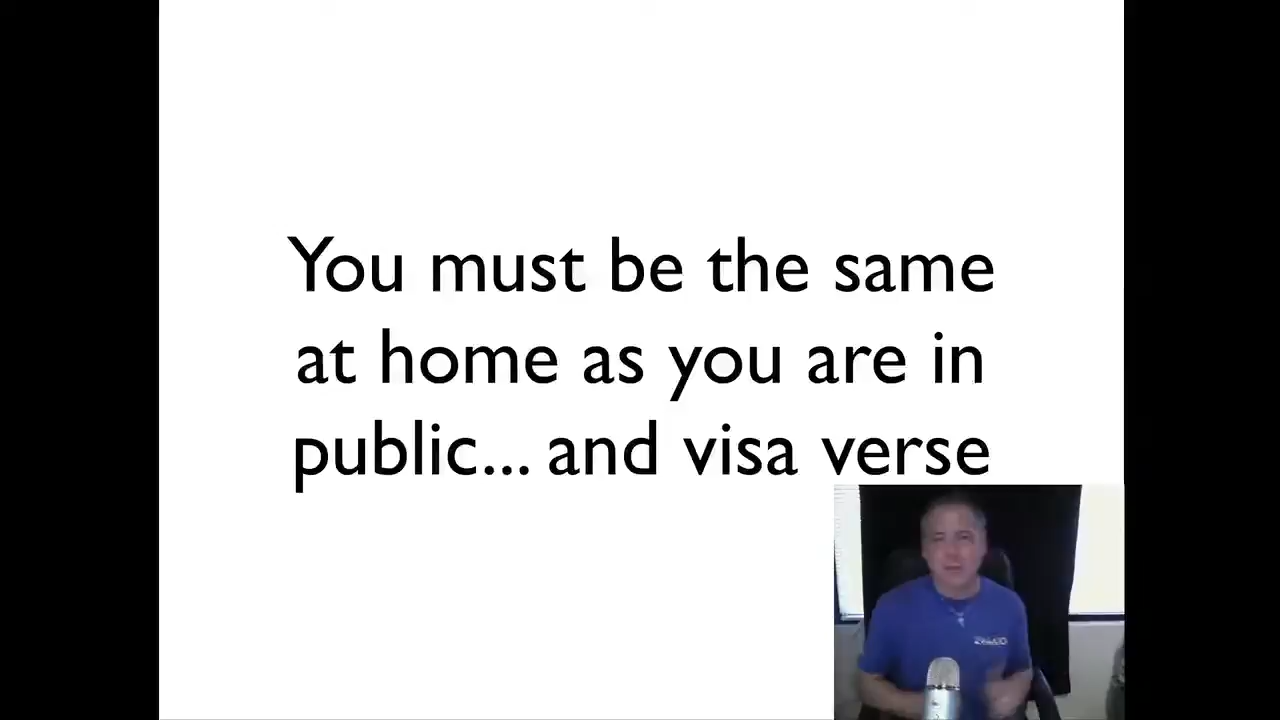 You must be the same
at home as you are in
public... and visa verse